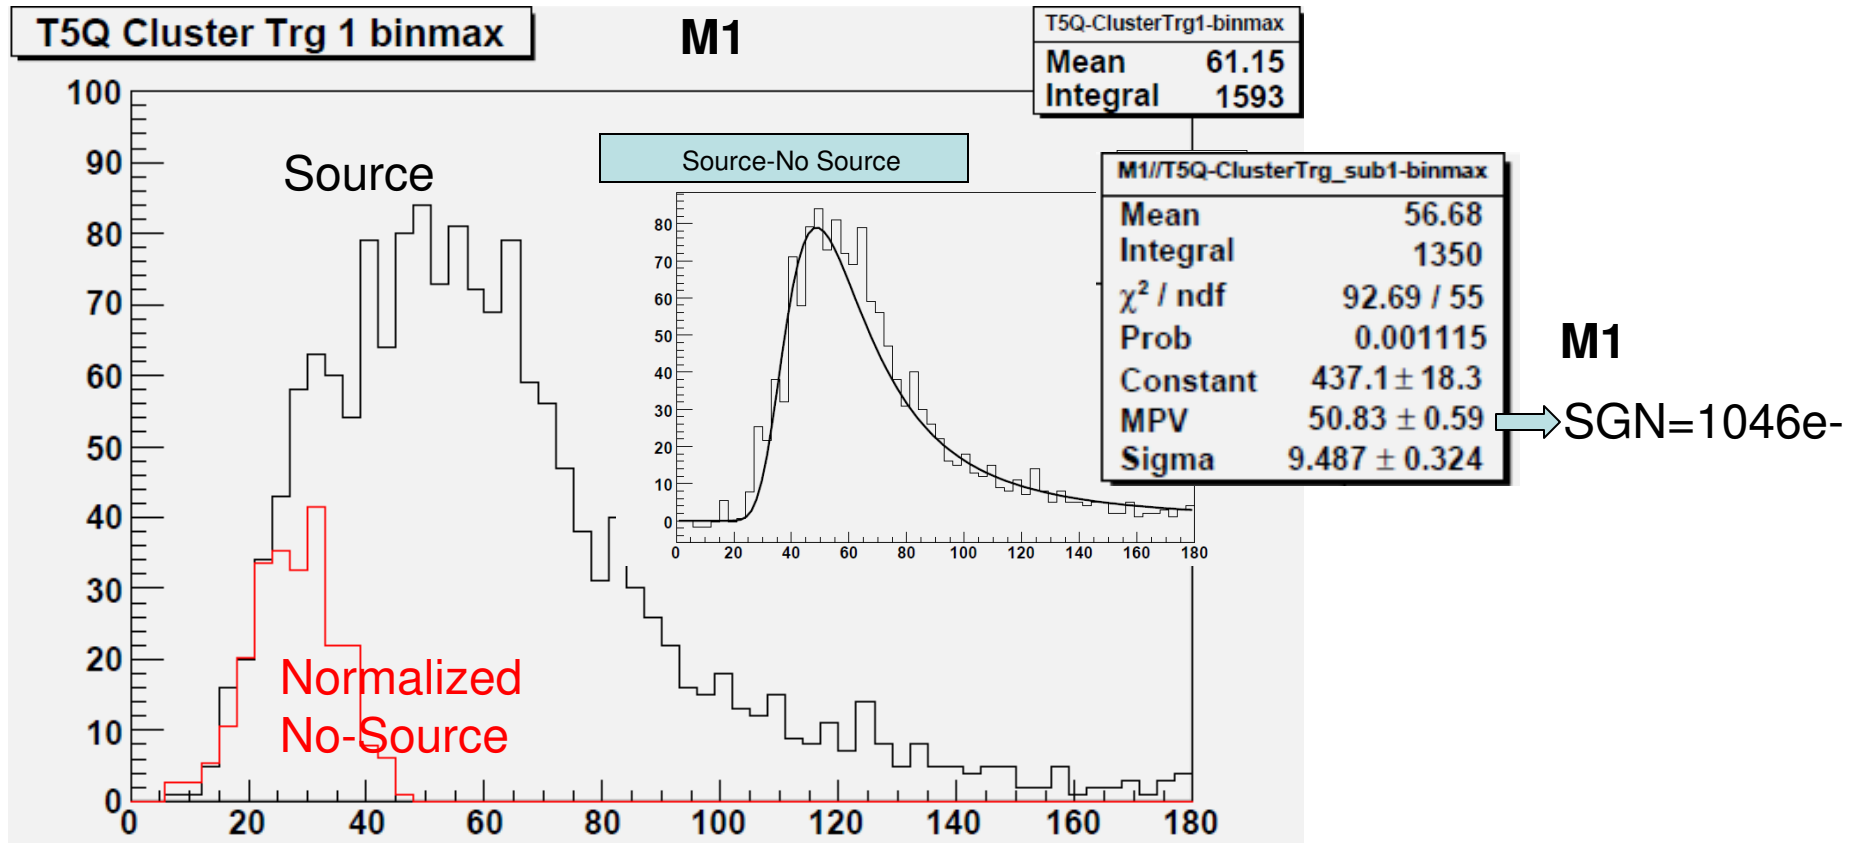 T5Q Cluster Trg 1 binmax
M1
T5Q-ClusterTrg1-binmax
Mean 61.15
Integral 1593
100
90
80
70
60
50
40
30
20
10
0
0 20 40 60 80 100 120 140 160 180
Source
Normalized
No-Source
Source-No Source
80
70
60
50
40
30
20
10
0
0 20 40 60 80 100 120 140 160 180
M1//T5Q-ClusterTrg_sub1-binmax
Mean 56.68
Integral 1350
χ² / ndf 92.69 / 55
Prob 0.001115
Constant 437.1 ± 18.3
MPV 50.83 ± 0.59
Sigma 9.487 ± 0.324
M1
SGN=1046e-